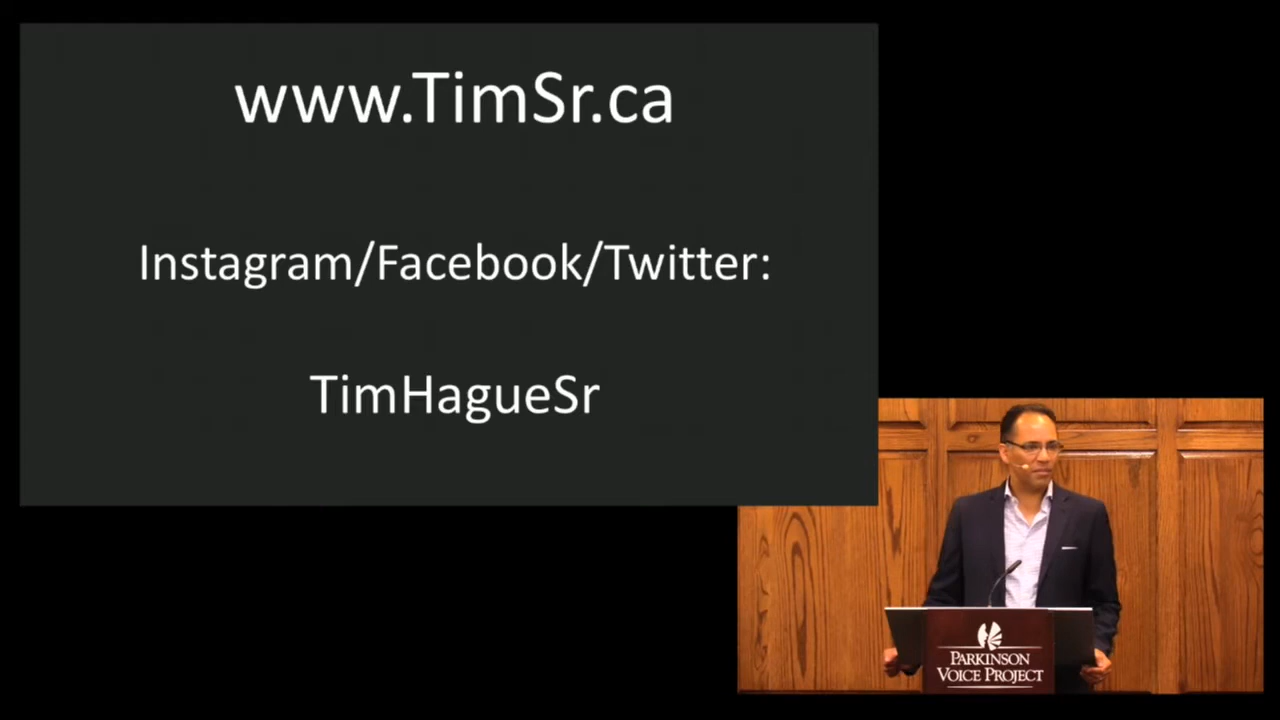 www.TimSr.ca
Instagram/Facebook/Twitter:
TimHagueSr
PARKINSON
VOICE PROJECT